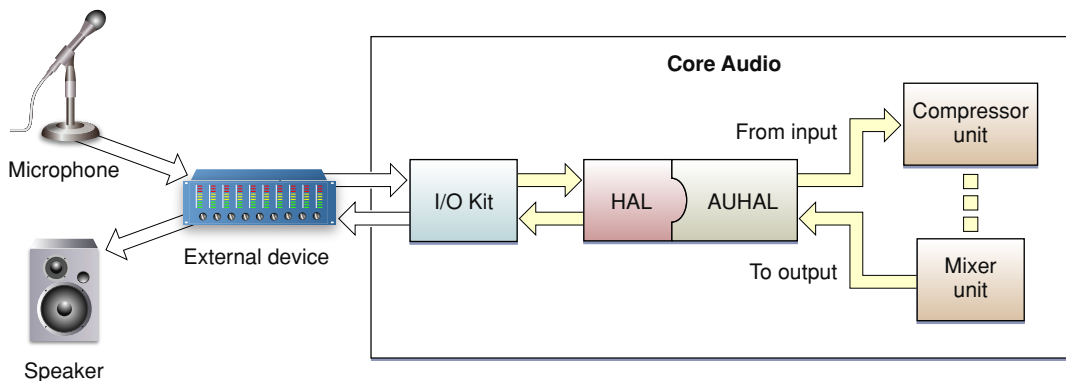 Core Audio
Microphone
External device
Speaker
I/O Kit
HAL
AUHAL
From input
To output
Compressor
unit
Mixer
unit